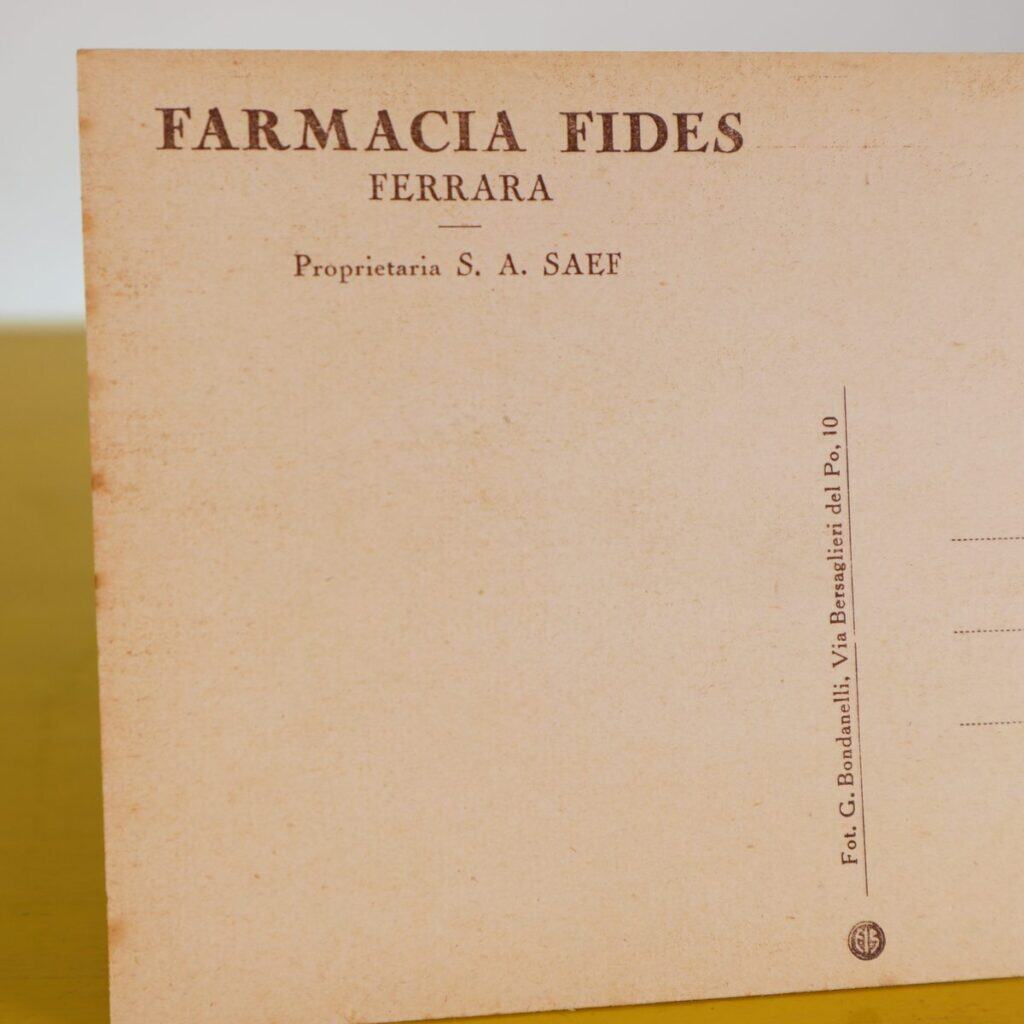 FARMACIA FIDES
FERRARA
Proprietaria S. A. SAEF
Fot. G. Bondanelli, Via Bersaglieri del Po, 10